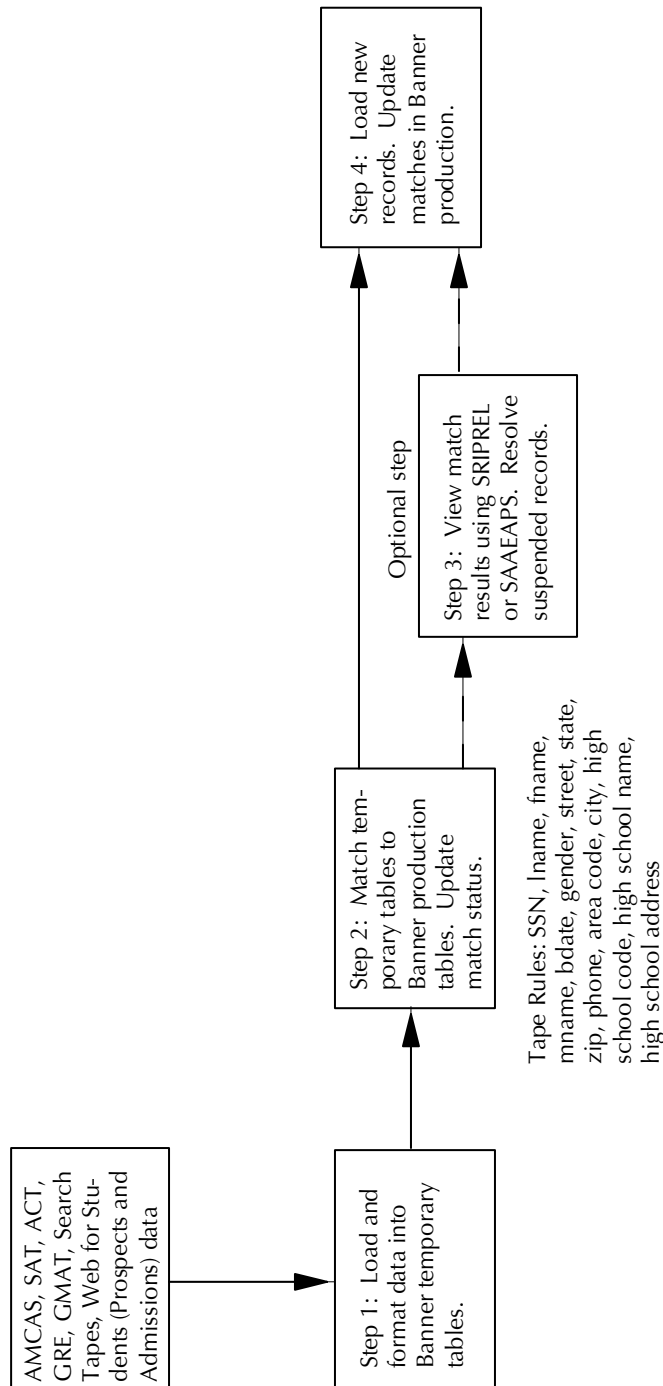 AMCAS, SAT, ACT,
GRE, GMAT, Search
Tapes, Web for Stu-
dents (Prospects and
Admissions) data
Step 1: Load and
format data into
Banner temporary
tables.
Step 2: Match tem-
porary tables to
Banner production
tables. Update
match status.
Tape Rules: SSN, lname, fname,
mname, bdate, gender, street, state,
zip, phone, area code, city, high
school code, high school name,
high school address
Optional step
Step 3: View match
results using SRIPREL
or SAAEAPS. Resolve
suspended records.
Step 4: Load new
records. Update
matches in Banner
production.